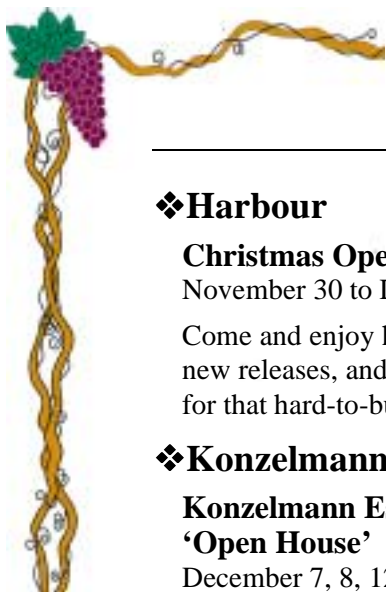 ❖Harbour
Christmas Ope
November 30 to
Come and enjoy
new releases, and
for that hard-to-bu
❖Konzelmann
Konzelmann E
‘Open House’
December 7, 8, 12